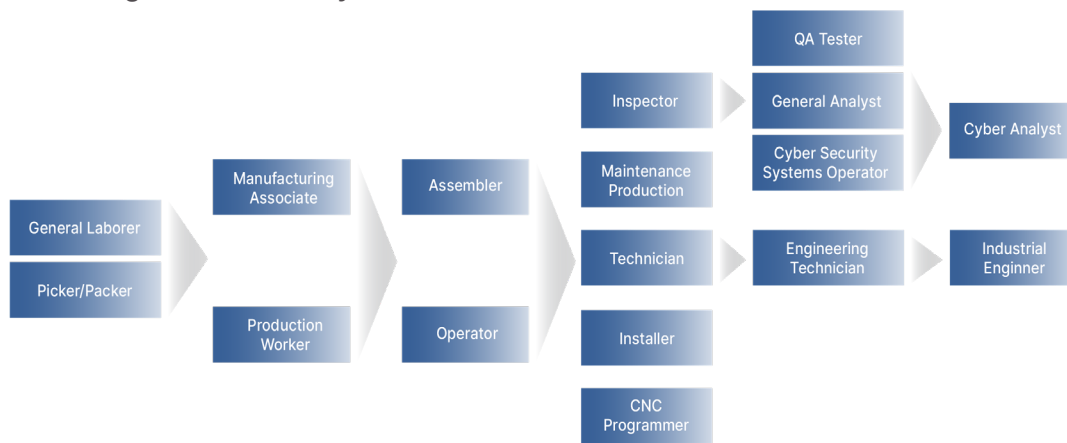 General Laborer
Picker/Packer
Manufacturing
Associate
Production
Worker
Assembler
Operator
Inspector
Maintenance
Production
Technician
Installer
CNC
Programmer
QA Tester
General Analyst
Cyber Security
Systems Operator
Engineering
Technician
Cyber Analyst
Industrial
Enginner